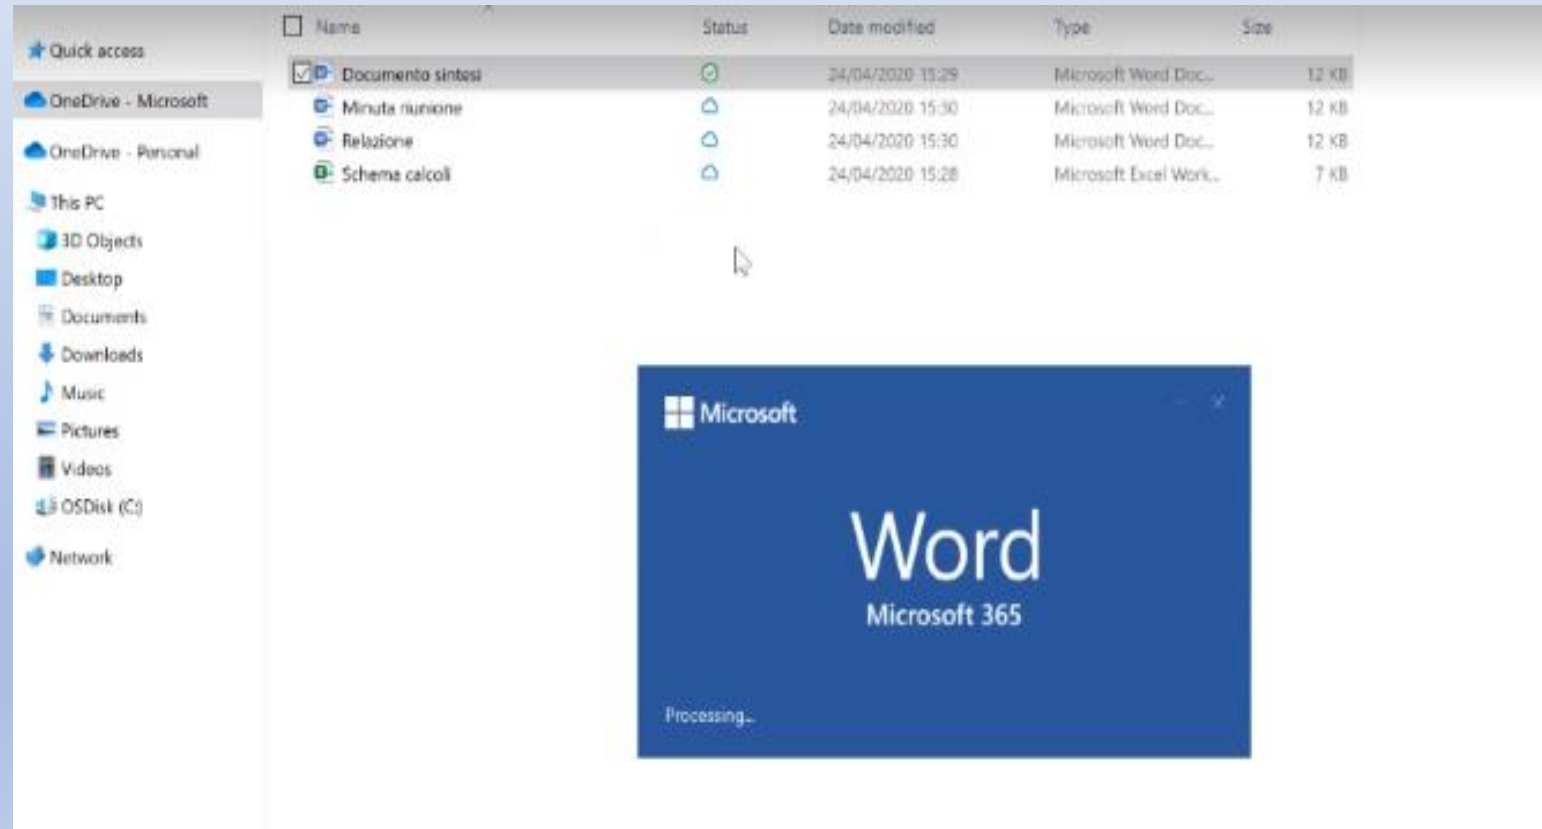 Quick access
OneDrive - Microsoft
OneDrive - Personal
This PC
3D Objects
Desktop
Documents
Downloads
Music
Pictures
Videos
OSDisk (C:)
Network
Name Status Date modified Type Size
Documento sintesi 24/04/2020 15:29 Microsoft Word Doc... 12 KB
Minuta riunione 24/04/2020 15:30 Microsoft Word Doc... 12 KB
Relazione 24/04/2020 15:30 Microsoft Word Doc... 12 KB
Schema calcoli 24/04/2020 15:28 Microsoft Excel Work... 7 KB
Microsoft
Word
Microsoft 365
Processing...